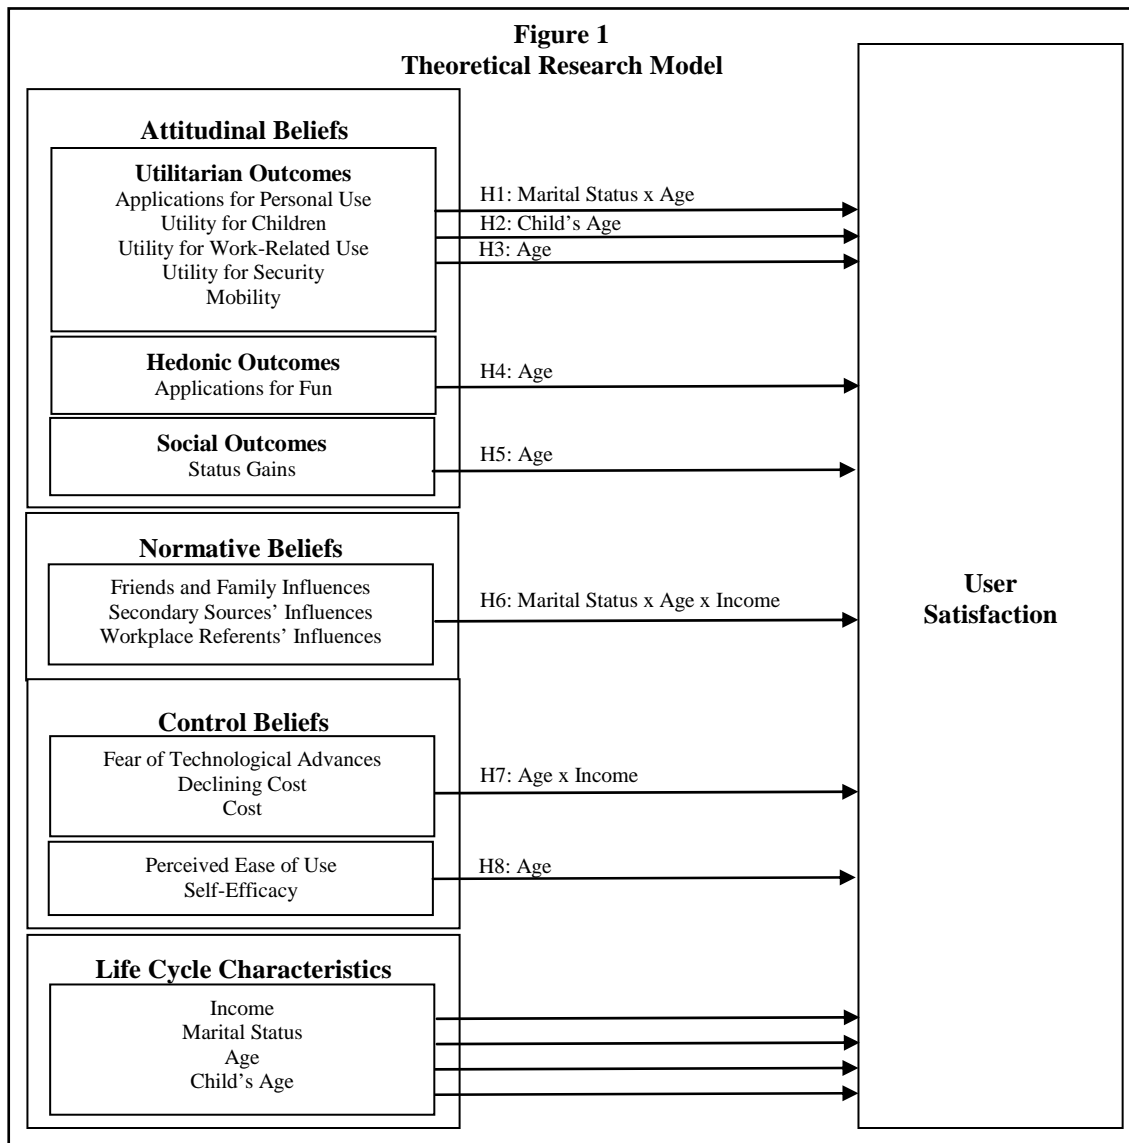 Figure 1
Theoretical Research Model
Attitudinal Beliefs
Utilitarian Outcomes
Applications for Personal Use
Utility for Children
Utility for Work-Related Use
Utility for Security
Mobility
H1: Marital Status x Age
H2: Child’s Age
H3: Age
Hedonic Outcomes
Applications for Fun
H4: Age
Social Outcomes
Status Gains
H5: Age
Normative Beliefs
Friends and Family Influences
Secondary Sources’ Influences
Workplace Referents’ Influences
H6: Marital Status x Age x Income
Control Beliefs
Fear of Technological Advances
Declining Cost
Cost
H7: Age x Income
Perceived Ease of Use
Self-Efficacy
H8: Age
Life Cycle Characteristics
Income
Marital Status
Age
Child’s Age
User
Satisfaction